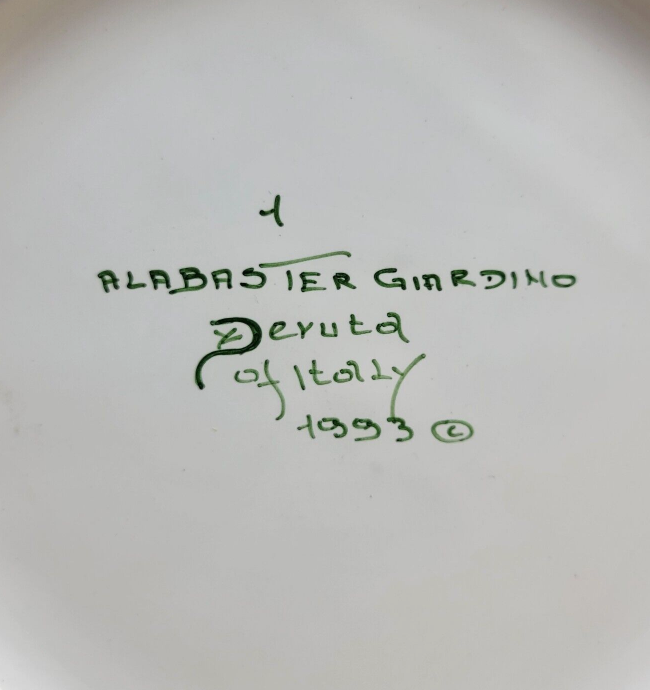 1
ALABASTER GIARDINO
Deruta
of Italy
1993 ©